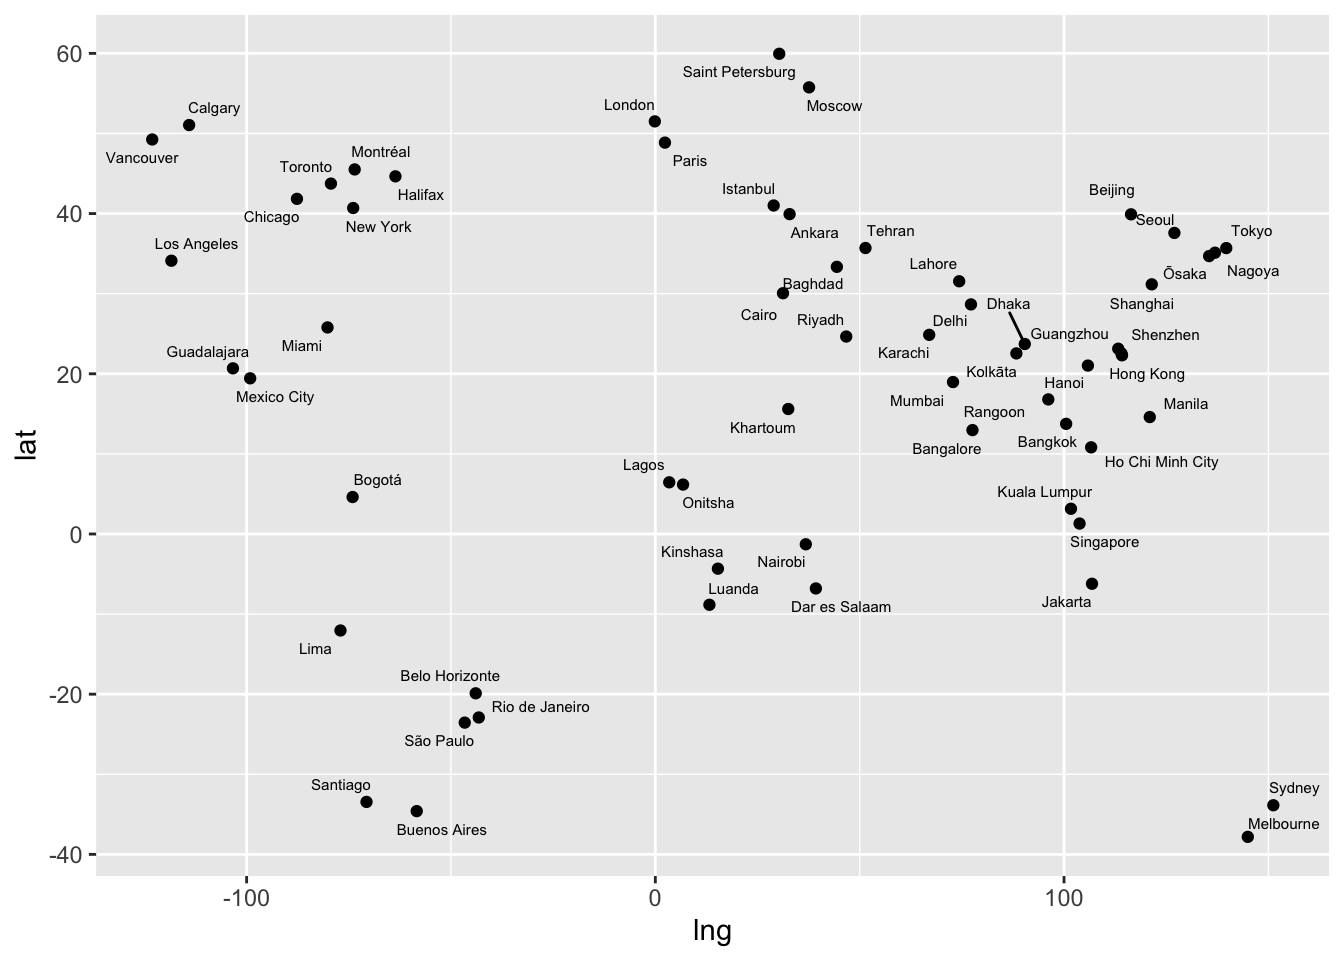 60
Saint Petersburg
Moscow
Calgary
London
Vancouver
Montréal
Toronto
Paris
Halifax
Istanbul
Beijing
40
Chicago
Seoul
New York
Ankara
Tehran
Tokyo
Los Angeles
Lahore
Nagoya
Ōsaka
Baghdad
Dhaka
Shanghai
Cairo
Riyadh
Delhi
Guangzhou
Shenzhen
Miami
Guadalajara
Karachi
20
Kolkāta
Hong Kong
Hanoi
Mexico City
Mumbai
Manila
Rangoon
Khartoum
Bangkok
Bangalore
lat
Ho Chi Minh City
Lagos
Bogotá
Kuala Lumpur
Onitsha
0
Singapore
Kinshasa
Nairobi
Luanda
Jakarta
Dar es Salaam
Lima
Belo Horizonte
-20
Rio de Janeiro
São Paulo
Santiago
Sydney
Melbourne
Buenos Aires
-40
-100
0
100
lng